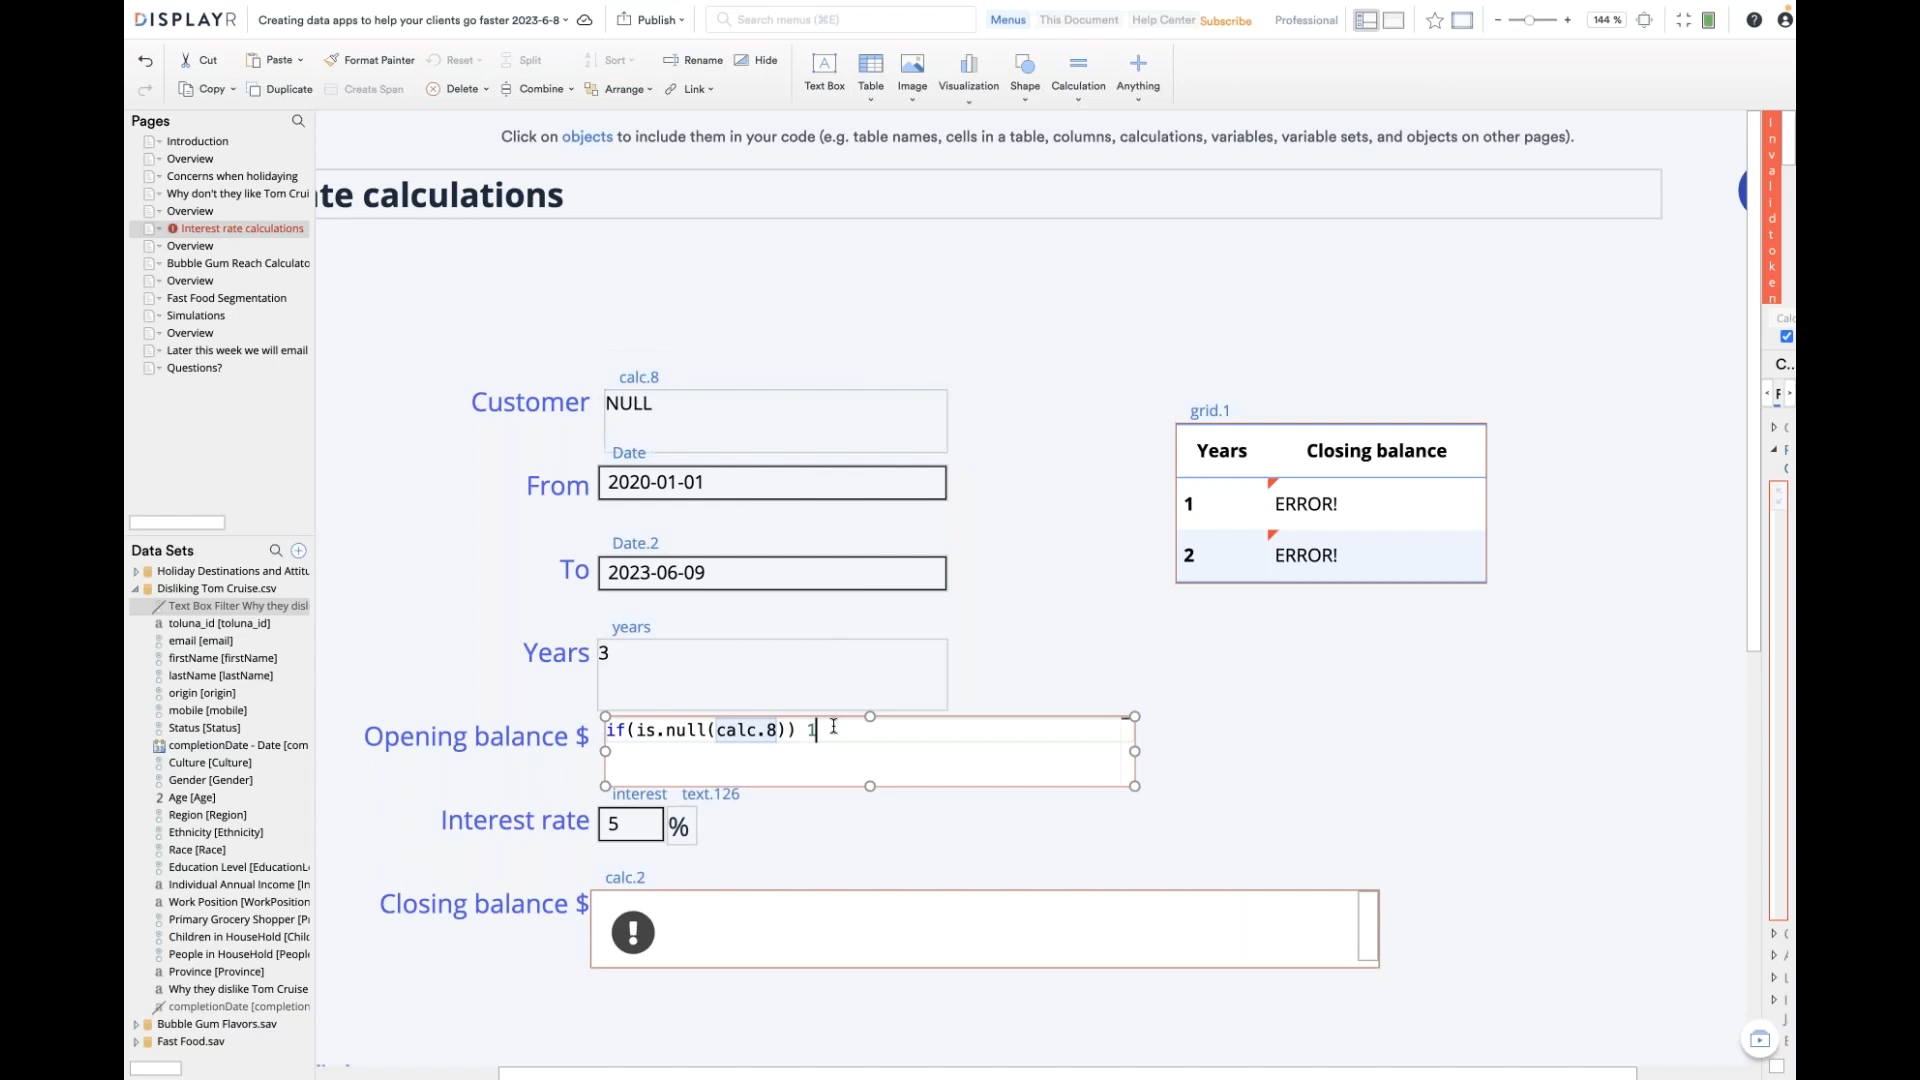 DISPLAYR
Creating data apps to help your clients go faster 2023-6-8
Publish
Search menus (⌘E)
Menus
This Document
Help Center
Subscribe
Professional
144 %
Cut
Paste
Format Painter
Reset
Split
Sort
Rename
Hide
Copy
Duplicate
Create Span
Delete
Combine
Arrange
Link
Text Box
Table
Image
Visualization
Shape
Calculation
Anything
Pages
Introduction
Overview
Concerns when holidaying
Why don't they like Tom Crui
Overview
Interest rate calculations
Overview
Bubble Gum Reach Calculato
Overview
Fast Food Segmentation
Simulations
Overview
Later this week we will email
Questions?
Data Sets
Holiday Destinations and Attitu
Disliking Tom Cruise.csv
Text Box Filter Why they disl
toluna_id [toluna_id]
email [email]
firstName [firstName]
lastName [lastName]
origin [origin]
mobile [mobile]
Status [Status]
completionDate - Date [com
Culture [Culture]
Gender [Gender]
2 Age [Age]
Region [Region]
Ethnicity [Ethnicity]
Race [Race]
Education Level [EducationL
a Individual Annual Income [In
a Work Position [WorkPosition
Primary Grocery Shopper [Pr
Children in HouseHold [Chilc
People in HouseHold [Peopl
a Province [Province]
a Why they dislike Tom Cruise
completionDate [completion
Bubble Gum Flavors.sav
Fast Food.sav
Click on objects to include them in your code (e.g. table names, cells in a table, columns, calculations, variables, variable sets, and objects on other pages).
te calculations
calc.8
Customer NULL
Date
From 2020-01-01
Date.2
To 2023-06-09
years
Years 3
Opening balance $ if(is.null(calc.8)) 1
interest text.126
Interest rate 5 %
calc.2
Closing balance $
grid.1
Years Closing balance
1 ERROR!
2 ERROR!
Invalid token
Calc
C..